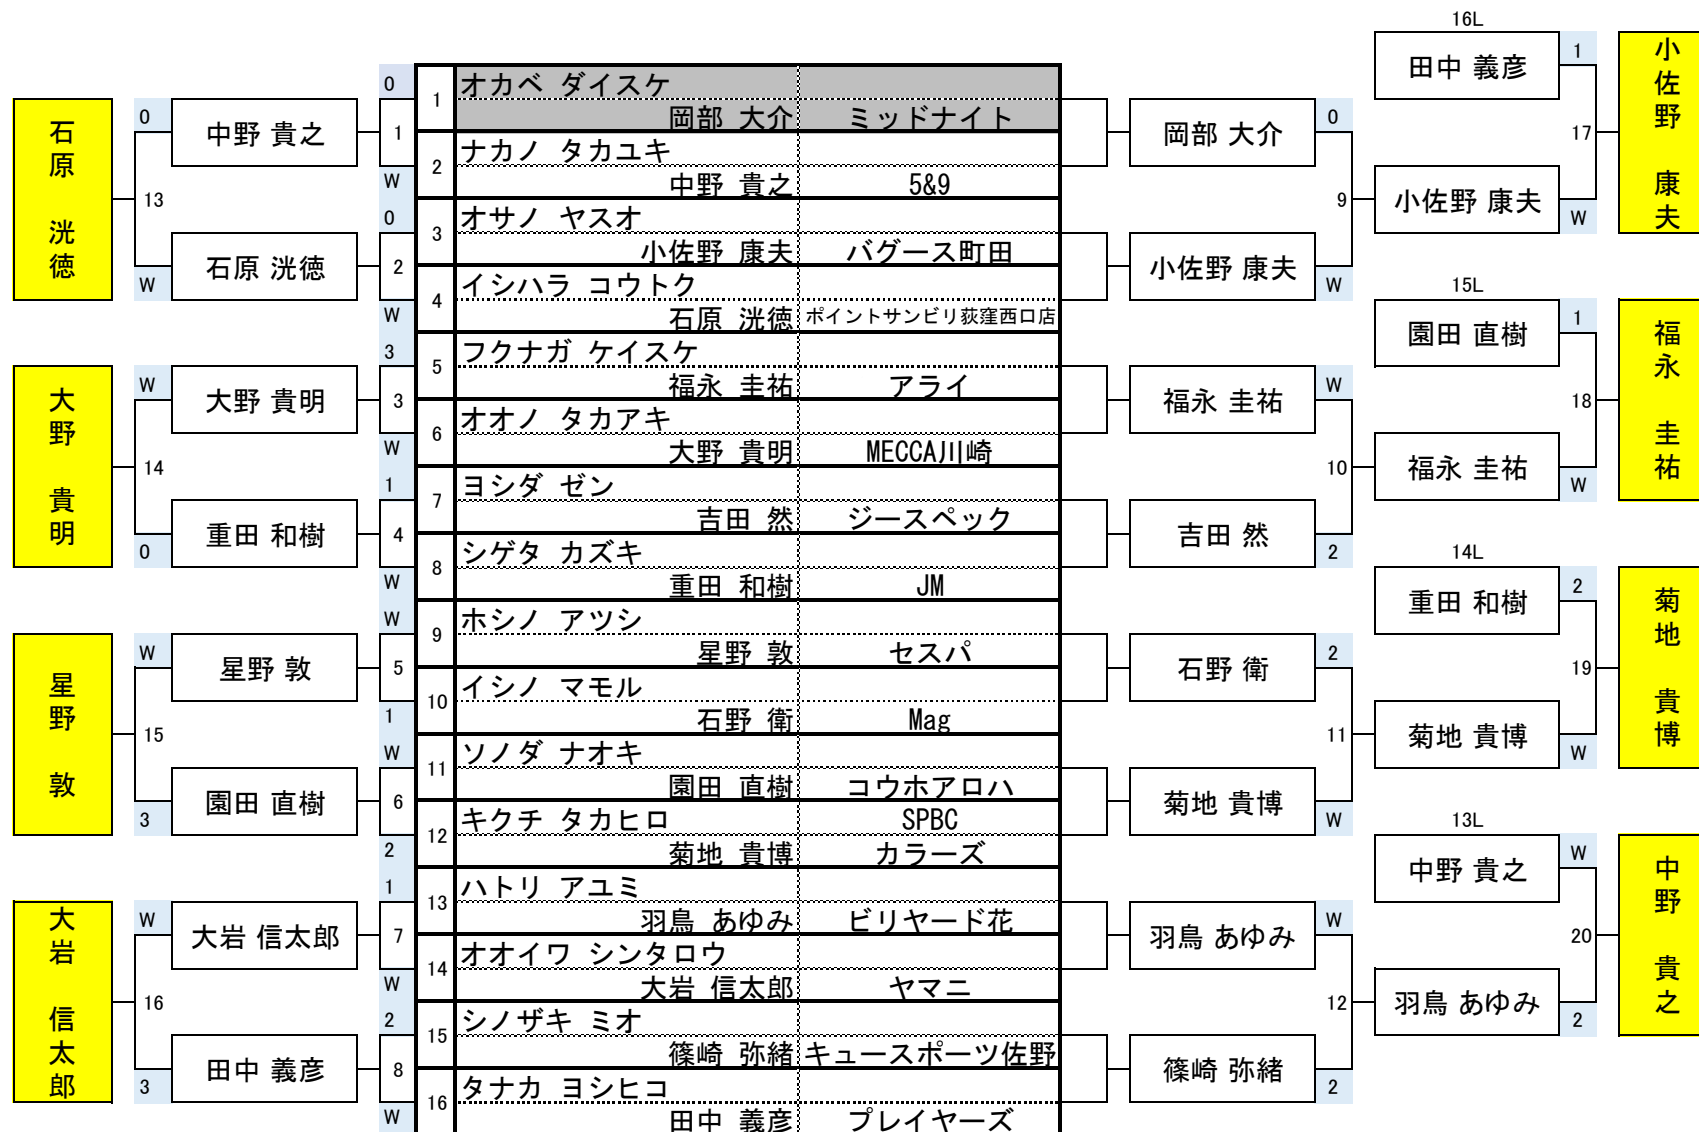 16L
田中 義彦 1
小佐野 康夫
17
小佐野 康夫 W
15L
園田 直樹 1
福永 圭祐
18
福永 圭祐 W
14L
重田 和樹 2
菊地 貴博
19
菊地 貴博 W
13L
中野 貴之 W
中野 貴之
20
羽鳥 あゆみ 2
石原 洸徳
0 中野 貴之
13
W 石原 洸徳
大野 貴明
W 大野 貴明
14
0 重田 和樹
星野 敦
W 星野 敦
15
3 園田 直樹
大岩 信太郎
W 大岩 信太郎
16
3 田中 義彦
0
1
W
0
2
W
3
3
W
1
4
W
W
5
1
W
6
2
1
7
W
2
8
W
1 オカベ ダイスケ
岡部 大介 ミッドナイト
2 ナカノ タカユキ
中野 貴之 5&9
3 オサノ ヤスオ
小佐野 康夫 バグース町田
4 イシハラ コウトク
石原 洸徳 ポイントサンビリ荻窪西口店
5 フクナガ ケイスケ
福永 圭祐 アライ
6 オオノ タカアキ
大野 貴明 MECCA川崎
7 ヨシダ ゼン
吉田 然 ジースペック
8 シゲタ カズキ
重田 和樹 JM
9 ホシノ アツシ
星野 敦 セスパ
10 イシノ マモル
石野 衛 Mag
11 ソノダ ナオキ
園田 直樹 コウホアロハ
12 キクチ タカヒロ SPBC
菊地 貴博 カラーズ
13 ハトリ アユミ
羽鳥 あゆみ ビリヤード花
14 オオイワ シンタロウ
大岩 信太郎 ヤマニ
15 シノザキ ミオ
篠崎 弥緒 キュースポーツ佐野
16 タナカ ヨシヒコ
田中 義彦 プレイヤーズ
岡部 大介 0
9
小佐野 康夫 W
福永 圭祐 W
10
吉田 然 2
石野 衛 2
11
菊地 貴博 W
羽鳥 あゆみ W
12
篠崎 弥緒 2